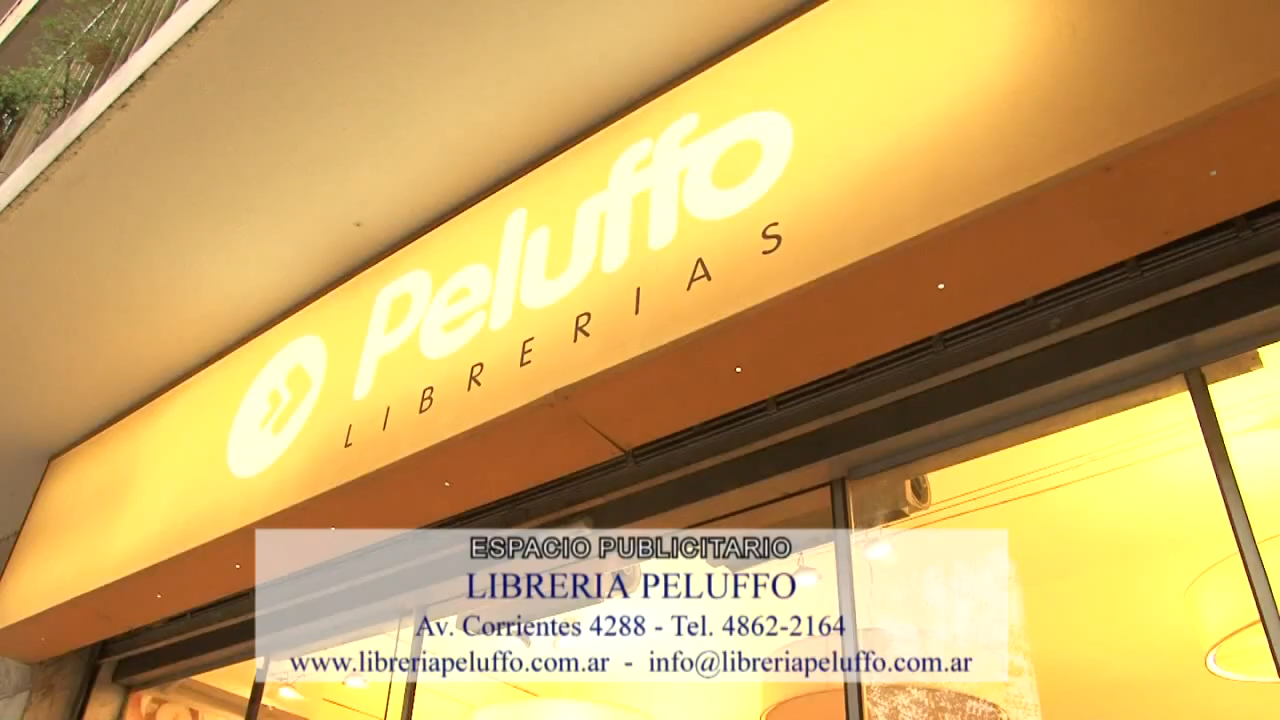 Peluffo
LIBRERIAS
ESPACIO PUBLICITARIO
LIBRERIA PELUFFO
Av. Corrientes 4288 - Tel. 4862-2164
www.libreriapeluffo.com.ar - info@libreriapeluffo.com.ar